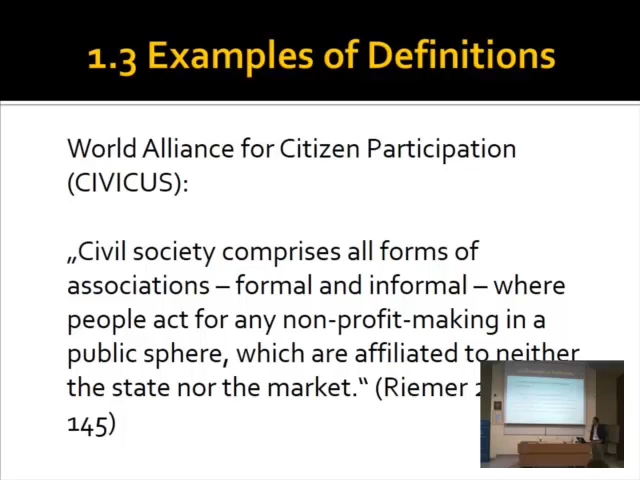 1.3 Examples of Definitions
World Alliance for Citizen Participation
(CIVICUS):
„Civil society comprises all forms of
associations – formal and informal – where
people act for any non-profit-making in a
public sphere, which are affiliated to neither
the state nor the market.“ (Riemer
145)